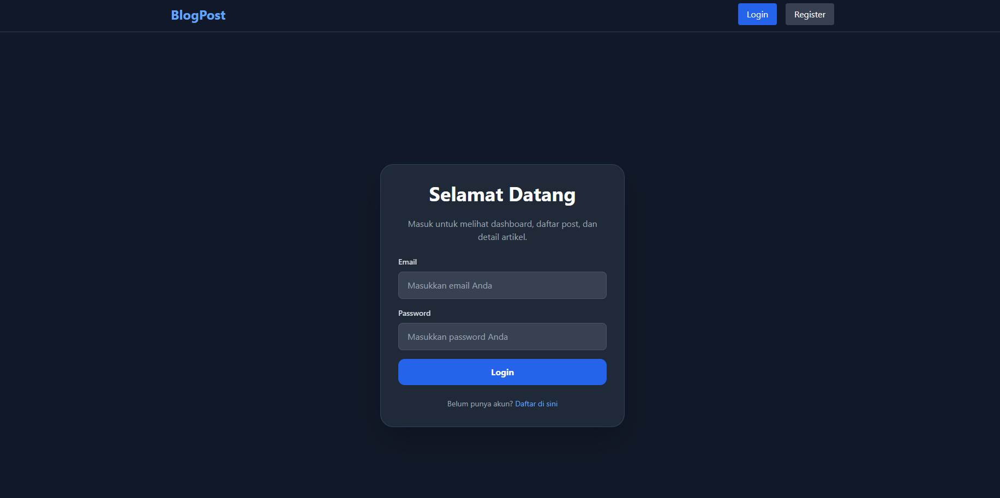 BlogPost
Login
Register
Selamat Datang
Masuk untuk melihat dashboard, daftar post, dan
detail artikel.
Email
Masukkan email Anda
Password
Masukkan password Anda
Login
Belum punya akun? Daftar di sini